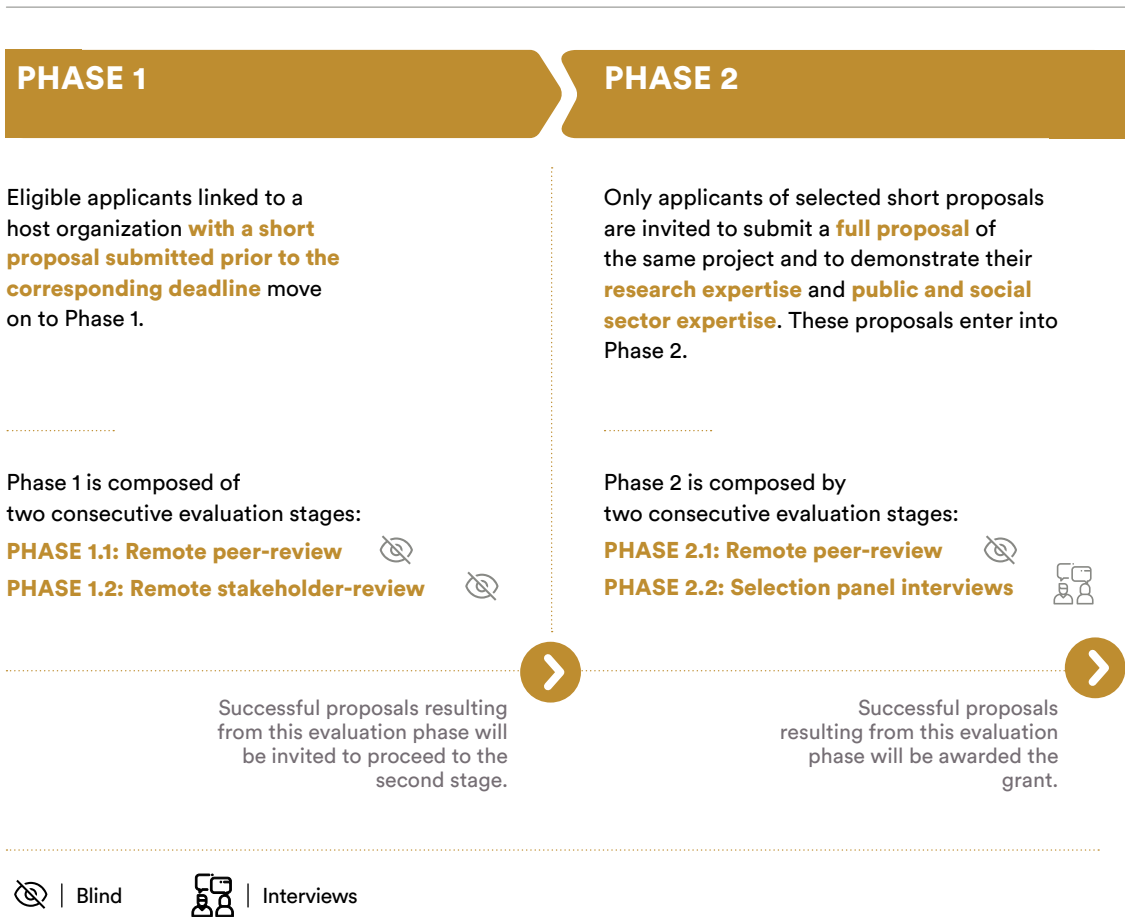 PHASE 1
Eligible applicants linked to a
host organization with a short
proposal submitted prior to the
corresponding deadline move
on to Phase 1.
Phase 1 is composed of
two consecutive evaluation stages:
PHASE 1.1: Remote peer-review
PHASE 1.2: Remote stakeholder-review
Successful proposals resulting
from this evaluation phase will
be invited to proceed to the
second stage.
PHASE 2
Only applicants of selected short proposals
are invited to submit a full proposal of
the same project and to demonstrate their
research expertise and public and social
sector expertise. These proposals enter into
Phase 2.
Phase 2 is composed by
two consecutive evaluation stages:
PHASE 2.1: Remote peer-review
PHASE 2.2: Selection panel interviews
Successful proposals
resulting from this evaluation
phase will be awarded the
grant.
Blind
Interviews